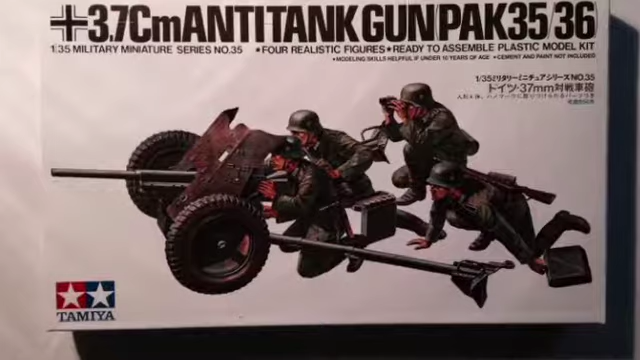 3.7CmANTITANK GUN(PAK35/36
1:35 MILITARY MINIATURE SERIES NO.35 ★FOUR REALISTIC FIGURES★READY TO ASSEMBLE PLASTIC MODEL KIT
★MODELING SKILLS HELPFUL IF UNDER 10 YEARS OF AGE ★CEMENT AND PAINT NOT INCLUDED
1/35ミリタリーミニチュアシリーズNO.35
ドイツ・37mm対戦車砲
TAMIYA